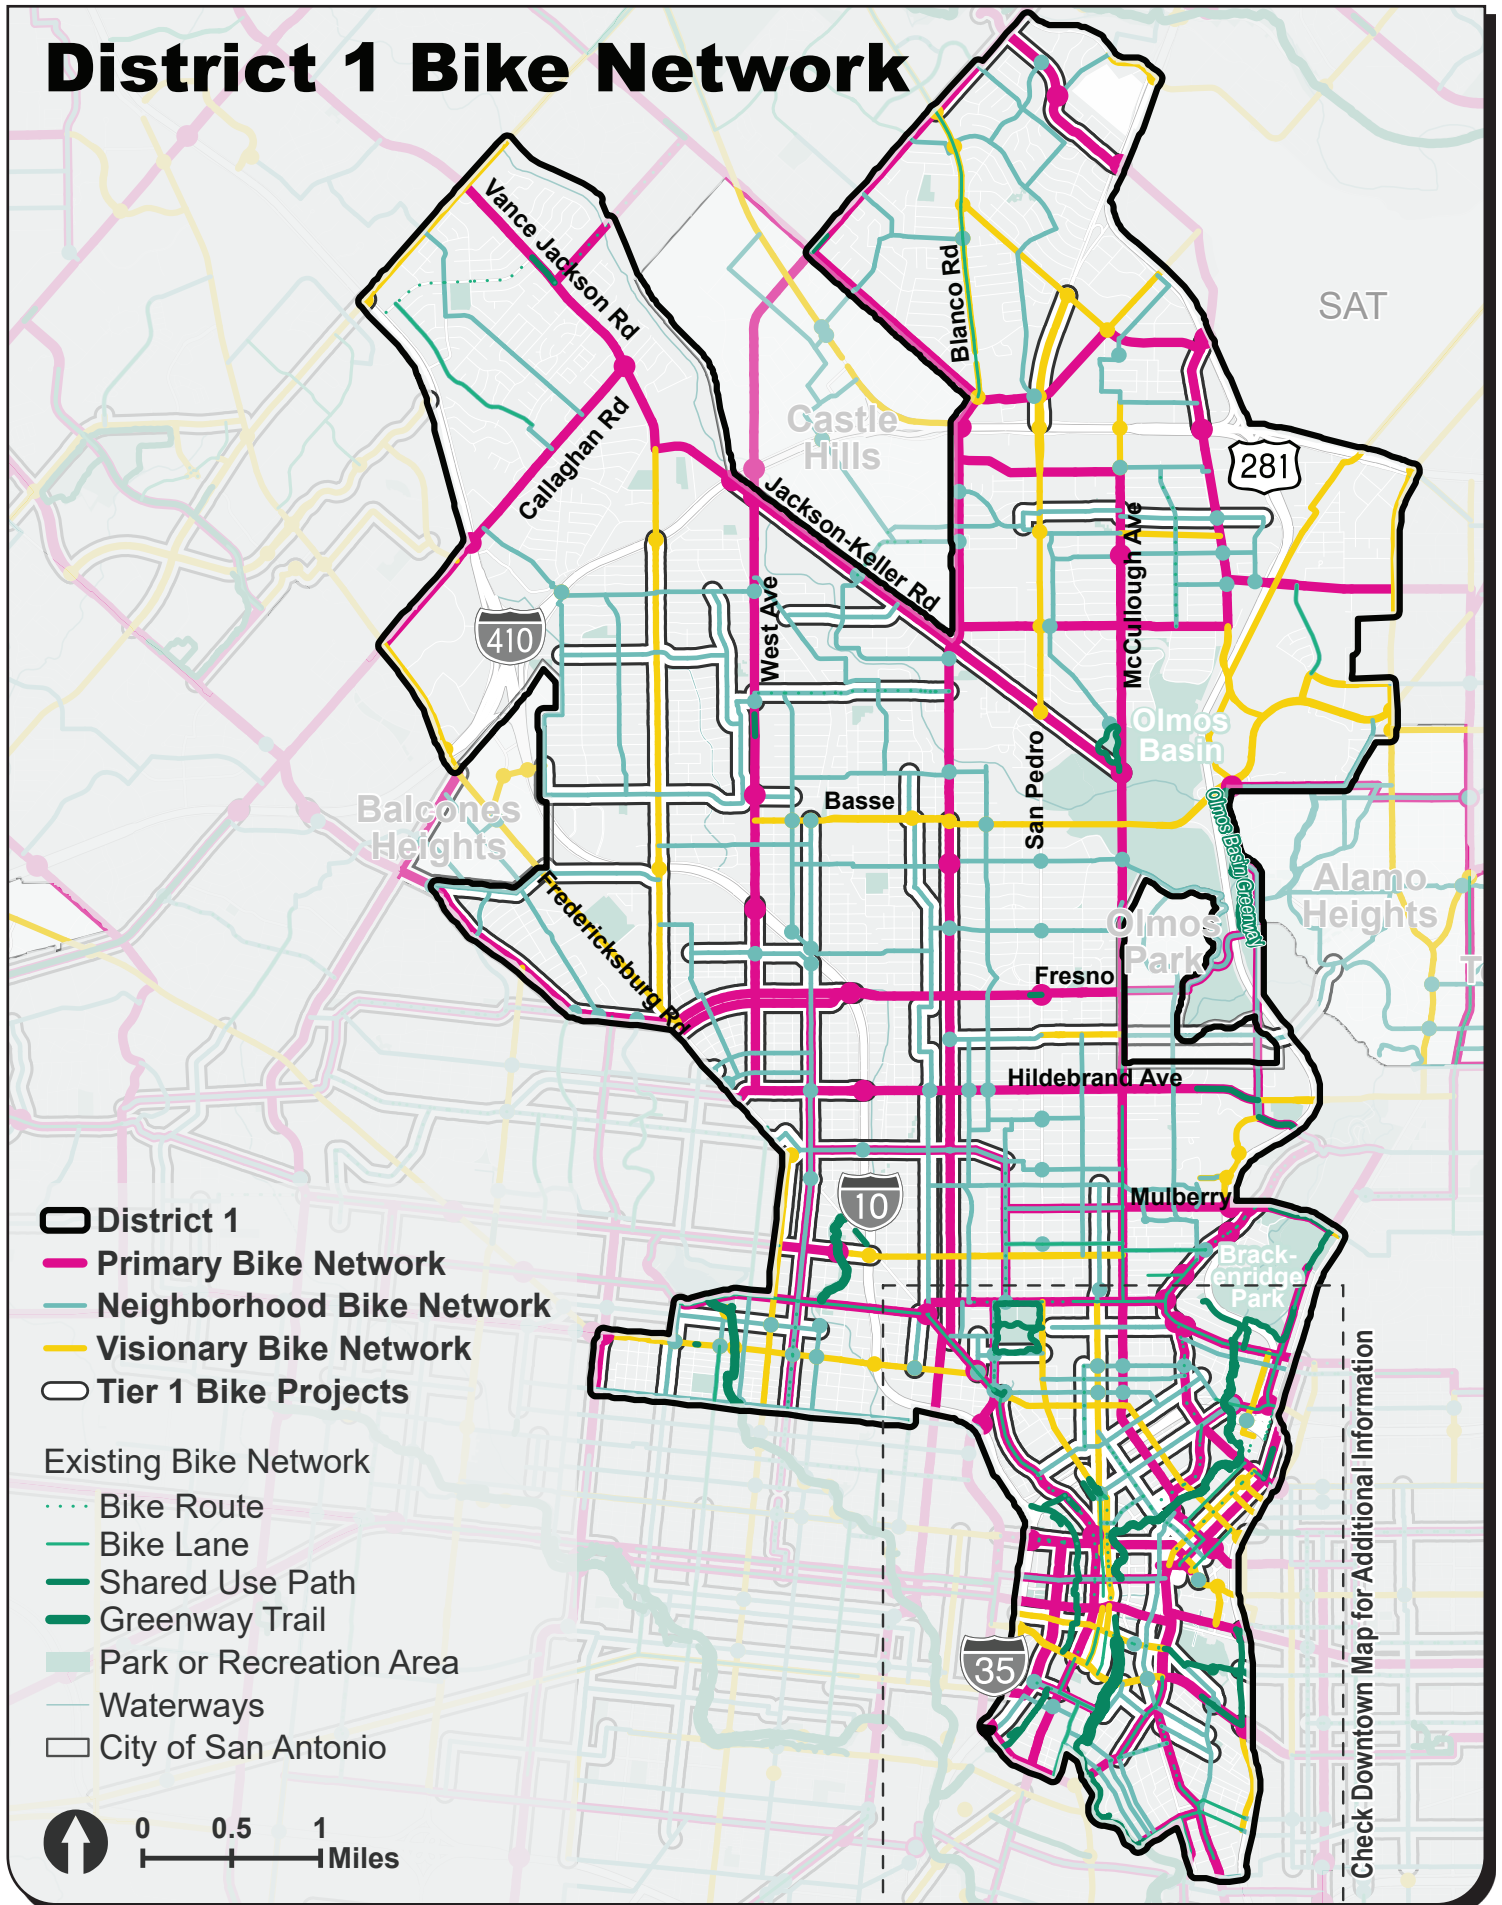 District 1 Bike Network
Vance Jackson Rd
Callaghan Rd
Blanco Rd
SAT
Castle
Hills
281
Jackson-Keller Rd
McCullough Ave
410
West Ave
Olmos
Basin
San Pedro
Basse
Balcones
Heights
Olmos Basin Greenway
Alamo
Heights
Fredericksburg Rd
Olmos
Park
Fresno
Hildebrand Ave
10
Mulberry
Brack-
enridge
Park
35
Check Downtown Map for Additional Information
District 1
Primary Bike Network
Neighborhood Bike Network
Visionary Bike Network
Tier 1 Bike Projects
Existing Bike Network
Bike Route
Bike Lane
Shared Use Path
Greenway Trail
Park or Recreation Area
Waterways
City of San Antonio
0 0.5 1
Miles